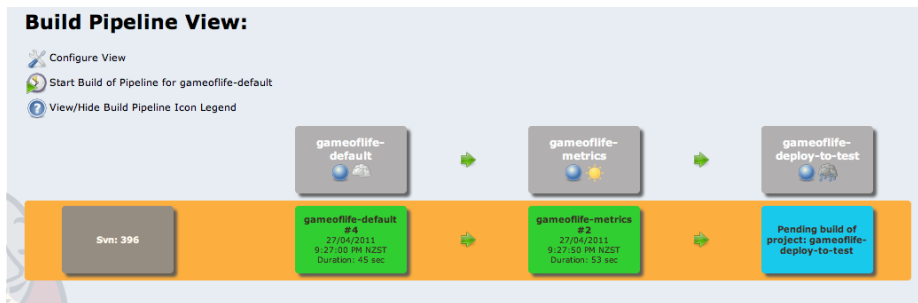 Build Pipeline View:
Configure View
Start Build of Pipeline for gameoflife-default
View/Hide Build Pipeline Icon Legend
gameoflife-
default
gameoflife-
metrics
gameoflife-
deploy-to-test
Svn: 396
gameoflife-default
#4
27/04/2011
9:27:00 PM NZST
Duration: 45 sec
gameoflife-metrics
#2
27/04/2011
9:27:50 PM NZST
Duration: 53 sec
Pending build of
project: gameoflife-
deploy-to-test